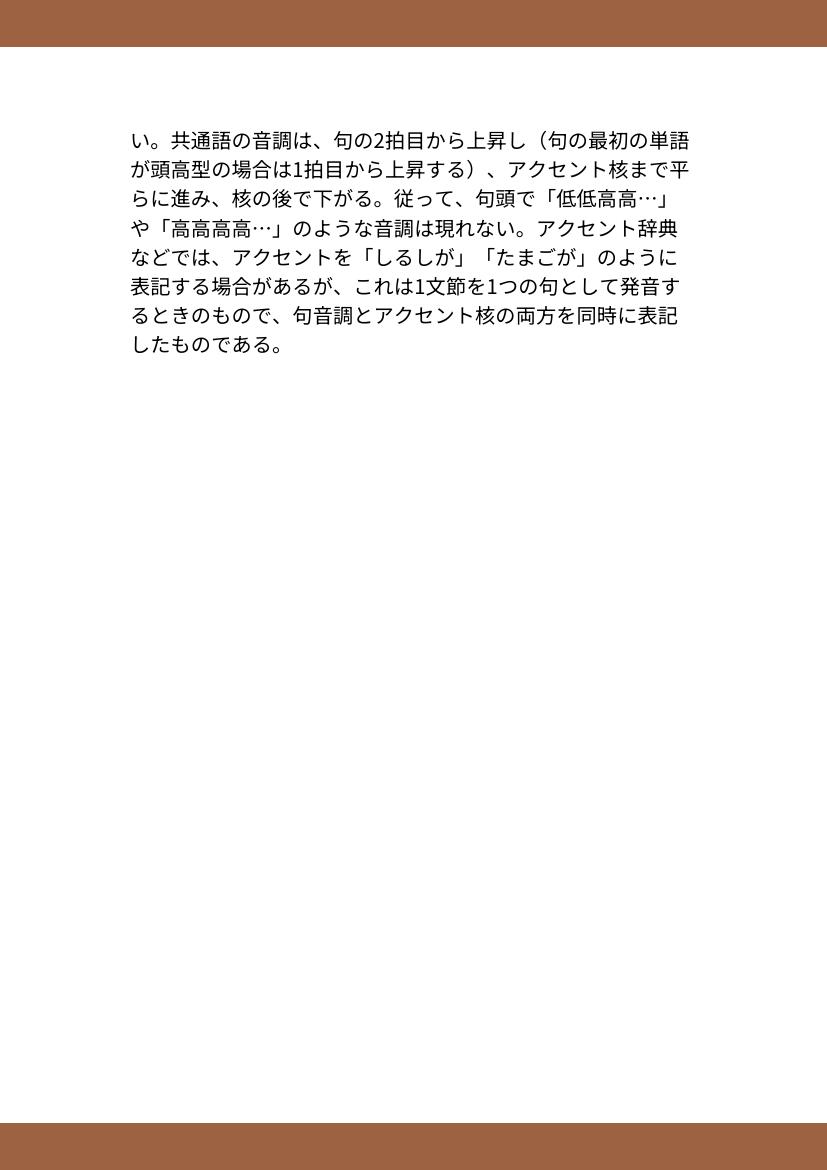 い。共通語の音調は、句の2拍目から上昇し（句の最初の単語
が頭高型の場合は1拍目から上昇する）、アクセント核まで平
らに進み、核の後で下がる。従って、句頭で「低低高高…」
や「高高高高…」のような音調は現れない。アクセント辞典
などでは、アクセントを「しるしが」「たまごが」のように
表記する場合があるが、これは1文節を1つの句として発音す
るときのもので、句音調とアクセント核の両方を同時に表記
したものである。